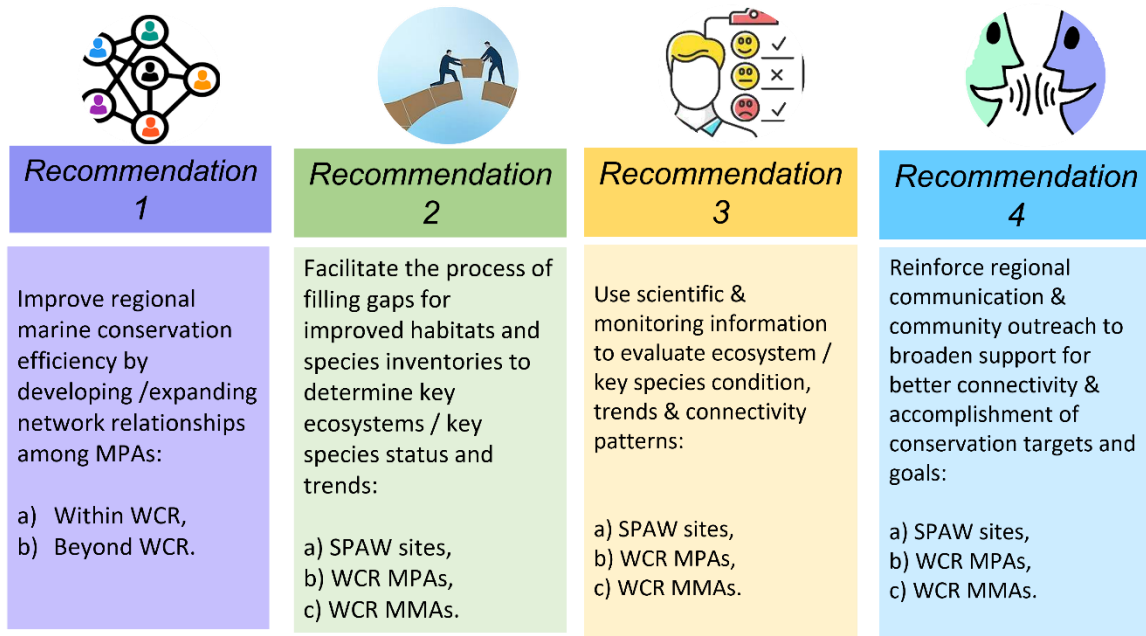 Recommendation
1
Improve regional
marine conservation
efficiency by
developing /expanding
network relationships
among MPAs:
a) Within WCR,
b) Beyond WCR.
Recommendation
2
Facilitate the process of
filling gaps for
improved habitats and
species inventories to
determine key
ecosystems / key
species status and
trends:
a) SPAW sites,
b) WCR MPAs,
c) WCR MMAs.
Recommendation
3
Use scientific &
monitoring information
to evaluate ecosystem /
key species condition,
trends & connectivity
patterns:
a) SPAW sites,
b) WCR MPAs,
c) WCR MMAs.
Recommendation
4
Reinforce regional
communication &
community outreach to
broaden support for
better connectivity &
accomplishment of
conservation targets and
goals:
a) SPAW sites,
b) WCR MPAs,
c) WCR MMAs.